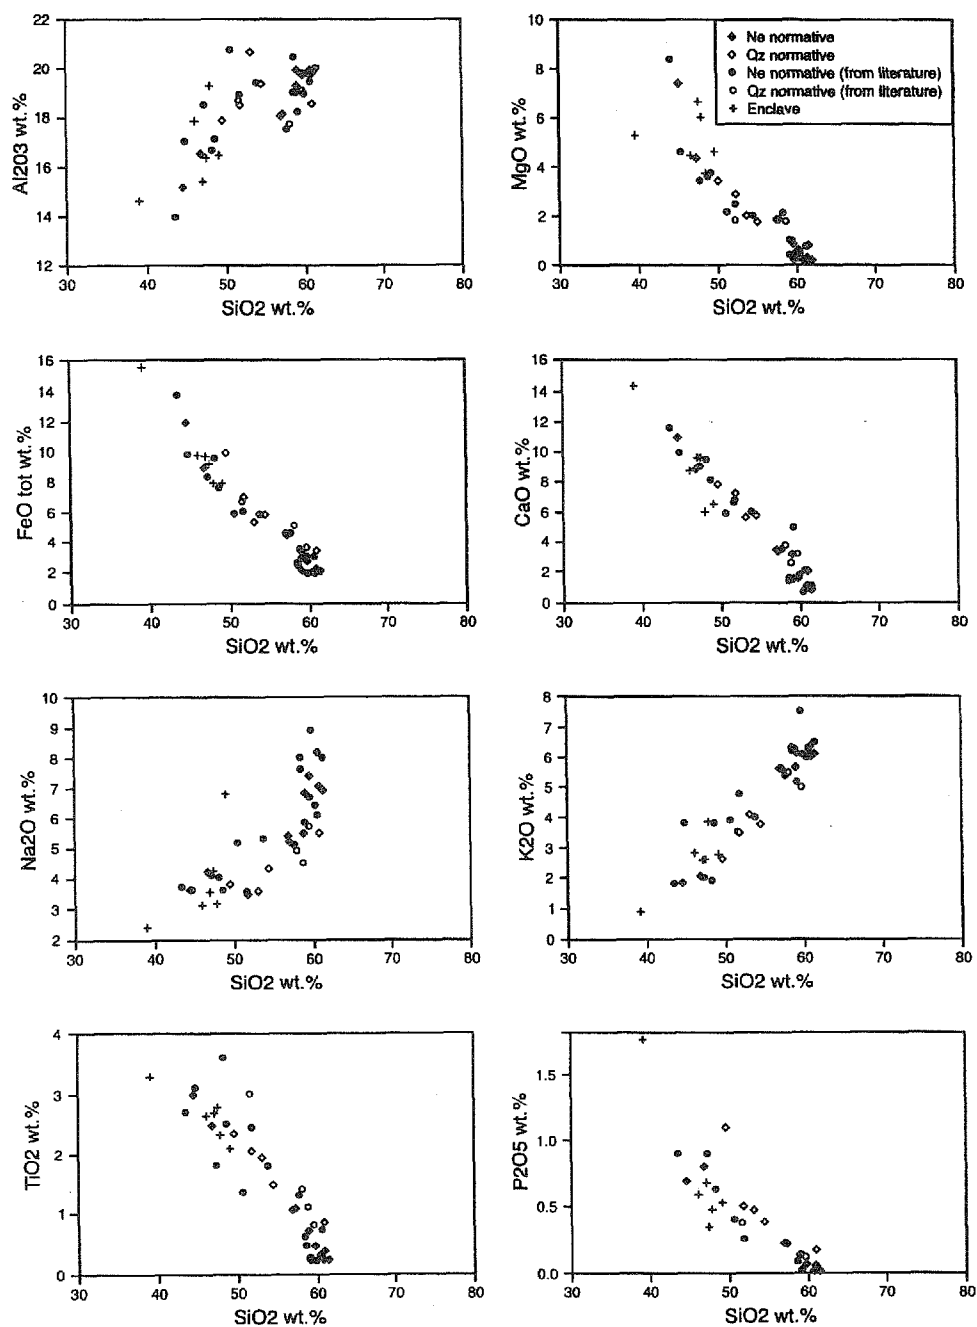 22
20
18
16
14
12
Al2O3 wt.%
30 40 50 60 70 80
SiO2 wt.%
10
8
6
4
2
0
MgO wt.%
Ne normative
Qz normative
Ne normative (from literature)
Qz normative (from literature)
Enclave
30 40 50 60 70 80
SiO2 wt.%
16
14
12
10
8
6
4
2
0
FeO tot wt.%
30 40 50 60 70 80
SiO2 wt.%
16
14
12
10
8
6
4
2
0
CaO wt.%
30 40 50 60 70 80
SiO2 wt.%
10
9
8
7
6
5
4
3
2
Na2O wt.%
30 40 50 60 70 80
SiO2 wt.%
8
7
6
5
4
3
2
1
0
K2O wt.%
30 40 50 60 70 80
SiO2 wt.%
4
3
2
1
0
TiO2 wt.%
30 40 50 60 70 80
SiO2 wt.%
1.5
1.0
0.5
0.0
P2O5 wt.%
30 40 50 60 70 80
SiO2 wt.%